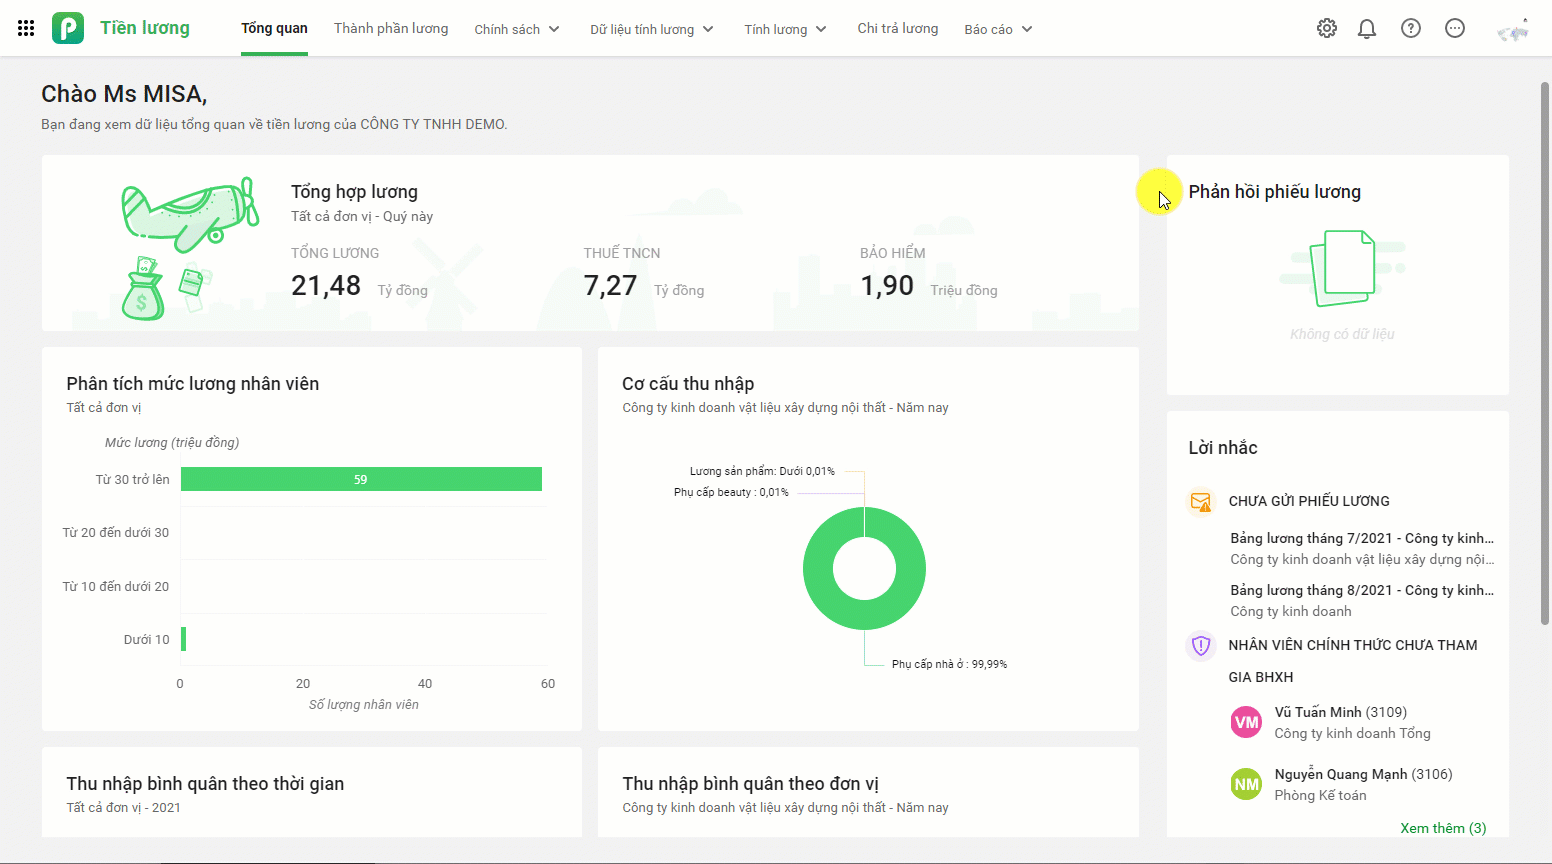 Tiền lương
Tổng quan
Thành phần lương
Chính sách
Dữ liệu tính lương
Tính lương
Chi trả lương
Báo cáo
Chào Ms MISA,
Bạn đang xem dữ liệu tổng quan về tiền lương của CÔNG TY TNHH DEMO.
Tổng hợp lương
Tất cả đơn vị - Quý này
TỔNG LƯƠNG
21,48 Tỷ đồng
THUẾ TNCN
7,27 Tỷ đồng
BẢO HIỂM
1,90 Triệu đồng
Phản hồi phiếu lương
Không có dữ liệu
Phân tích mức lương nhân viên
Tất cả đơn vị
Mức lương (triệu đồng)
Từ 30 trở lên
59
Từ 20 đến dưới 30
Từ 10 đến dưới 20
Dưới 10
0 20 40 60
Số lượng nhân viên
Cơ cấu thu nhập
Công ty kinh doanh vật liệu xây dựng nội thất - Năm nay
Lương sản phẩm: Dưới 0,01%
Phụ cấp beauty : 0,01%
Phụ cấp nhà ở : 99,99%
Lời nhắc
CHƯA GỬI PHIẾU LƯƠNG
Bảng lương tháng 7/2021 - Công ty kinh...
Công ty kinh doanh vật liệu xây dựng nội...
Bảng lương tháng 8/2021 - Công ty kinh...
Công ty kinh doanh
NHÂN VIÊN CHÍNH THỨC CHƯA THAM
GIA BHXH
VM
Vũ Tuấn Minh (3109)
Công ty kinh doanh Tổng
NM
Nguyễn Quang Mạnh (3106)
Phòng Kế toán
Xem thêm (3)
Thu nhập bình quân theo thời gian
Tất cả đơn vị - 2021
Thu nhập bình quân theo đơn vị
Công ty kinh doanh vật liệu xây dựng nội thất - Năm nay